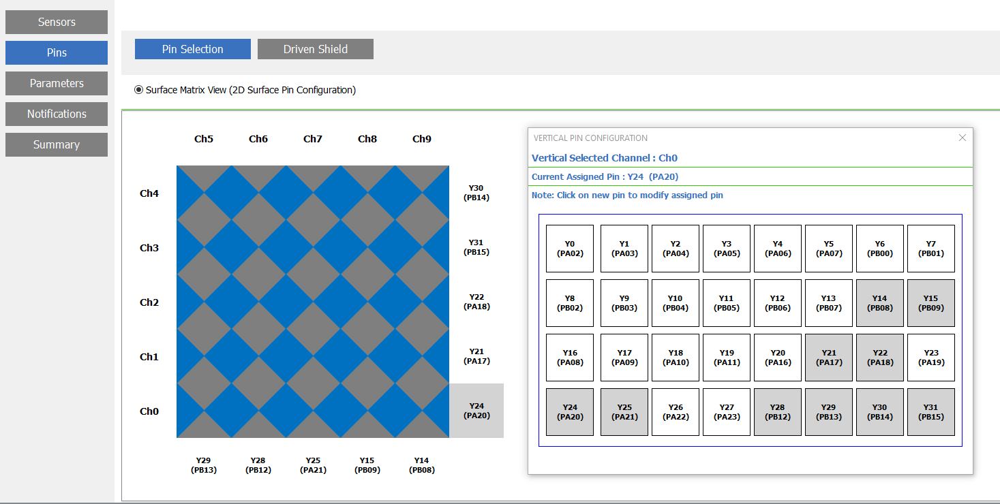 Sensors
Pins
Parameters
Notifications
Summary
Pin Selection
Driven Shield
Surface Matrix View (2D Surface Pin Configuration)
Ch5 Ch6 Ch7 Ch8 Ch9
Ch4
Ch3
Ch2
Ch1
Ch0
Y30
(PB14)
Y31
(PB15)
Y22
(PA18)
Y21
(PA17)
Y24
(PA20)
Y29 Y28 Y25 Y15 Y14
(PB13) (PB12) (PA21) (PB09) (PB08)
VERTICAL PIN CONFIGURATION
Vertical Selected Channel : Ch0
Current Assigned Pin : Y24 (PA20)
Note: Click on new pin to modify assigned pin
Y0 Y1 Y2 Y3 Y4 Y5 Y6 Y7
(PA02) (PA03) (PA04) (PA05) (PA06) (PA07) (PB00) (PB01)
Y8 Y9 Y10 Y11 Y12 Y13 Y14 Y15
(PB02) (PB03) (PB04) (PB05) (PB06) (PB07) (PB08) (PB09)
Y16 Y17 Y18 Y19 Y20 Y21 Y22 Y23
(PA08) (PA09) (PA10) (PA11) (PA16) (PA17) (PA18) (PA19)
Y24 Y25 Y26 Y27 Y28 Y29 Y30 Y31
(PA20) (PA21) (PA22) (PA23) (PB12) (PB13) (PB14) (PB15)